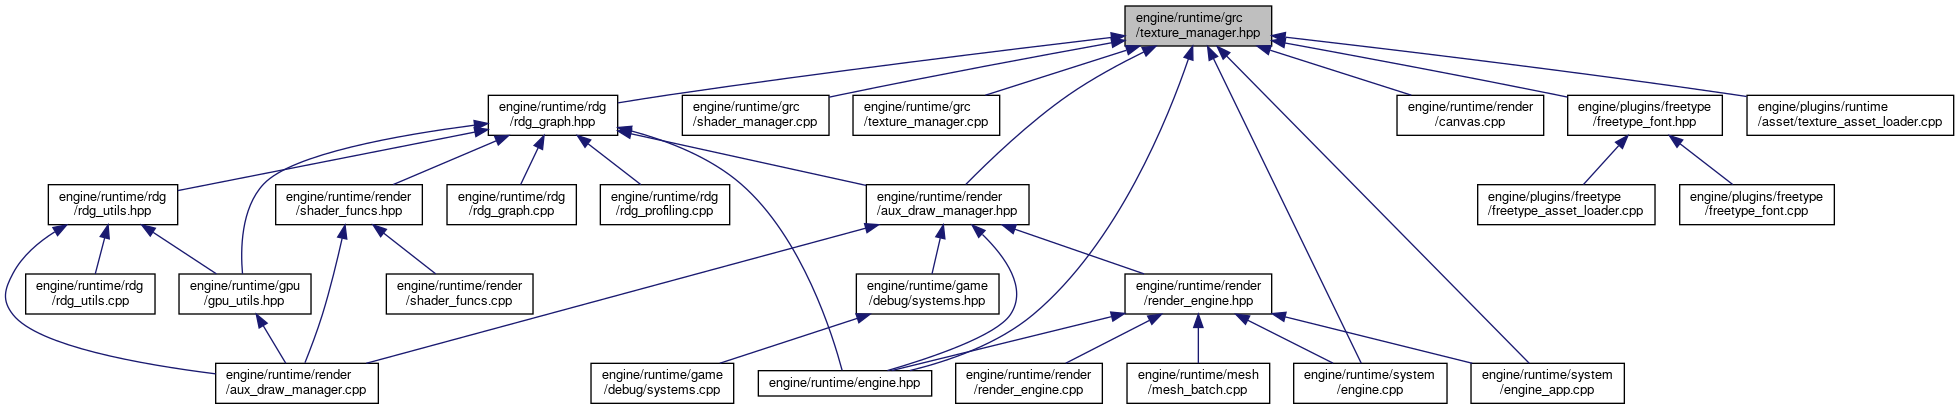 engine/runtime/grc
/texture_manager.hpp
engine/runtime/rdg
/rdg_graph.hpp
engine/runtime/grc
/shader_manager.cpp
engine/runtime/grc
/texture_manager.cpp
engine/runtime/render
/canvas.cpp
engine/plugins/freetype
/freetype_font.hpp
engine/plugins/runtime
asset/texture_asset_loader.cpp
engine/runtime/rdg
/rdg_utils.hpp
engine/runtime/render
/shader_funcs.hpp
engine/runtime/rdg
/rdg_graph.cpp
engine/runtime/rdg
/rdg_profiling.cpp
engine/runtime/render
/aux_draw_manager.hpp
engine/plugins/freetype
/freetype_asset_loader.cpp
engine/plugins/freetype
/freetype_font.cpp
engine/runtime/rdg
/rdg_utils.cpp
engine/runtime/gpu
/gpu_utils.hpp
engine/runtime/render
/shader_funcs.cpp
engine/runtime/game
/debug/systems.hpp
engine/runtime/render
/render_engine.hpp
engine/runtime/render
/aux_draw_manager.cpp
engine/runtime/game
/debug/systems.cpp
engine/runtime/engine.hpp
engine/runtime/render
/render_engine.cpp
engine/runtime/mesh
/mesh_batch.cpp
engine/runtime/system
/engine.cpp
engine/runtime/system
/engine_app.cpp